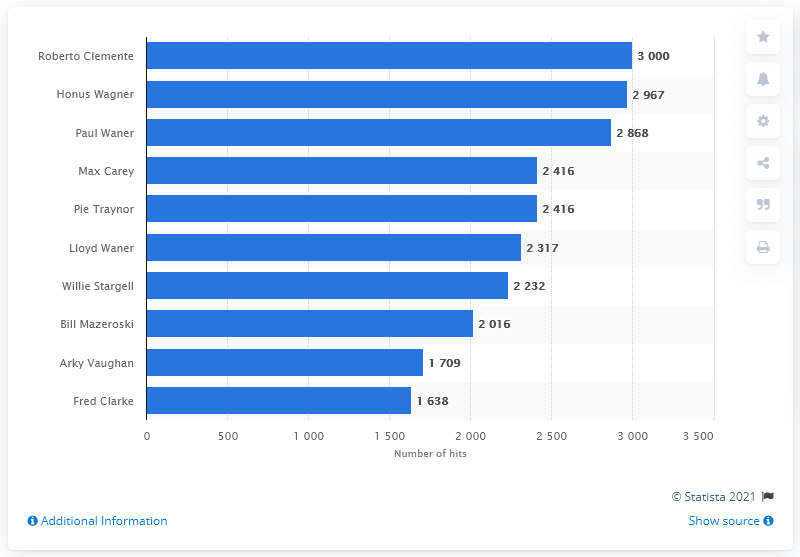 Roberto Clemente 3 000
Honus Wagner 2 967
Paul Waner 2 868
Max Carey 2 416
Pie Traynor 2 416
Lloyd Waner 2 317
Willie Stargell 2 232
Bill Mazeroski 2 016
Arky Vaughan 1 709
Fred Clarke 1 638
0 500 1 000 1 500 2 000 2 500 3 000 3 500
Number of hits
© Statista 2021
Additional Information Show source